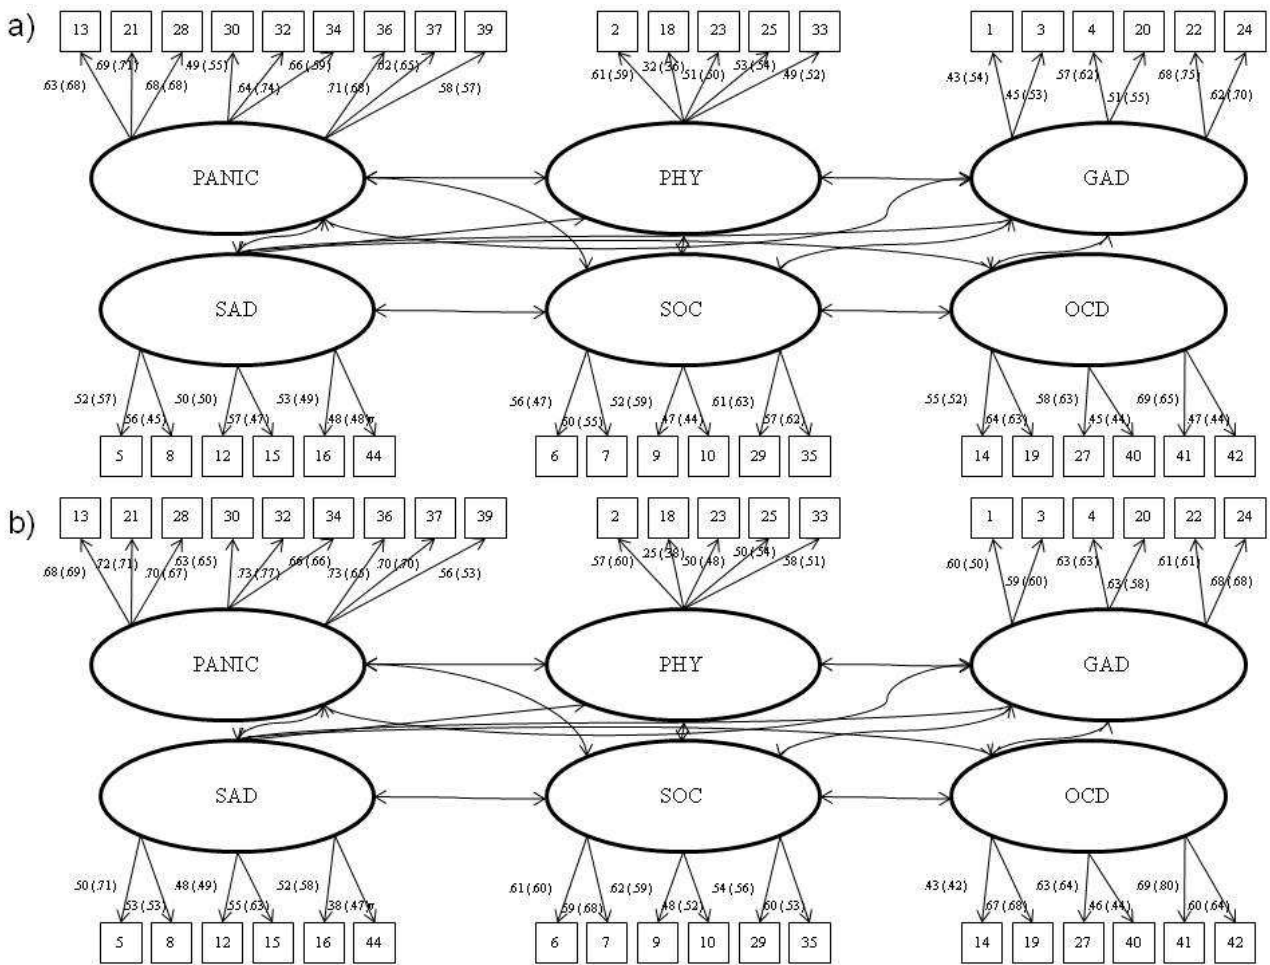 a)
13 21 28 30 32 34 36 37 39 2 18 23 25 33 1 3 4 20 22 24
.63 (.68) .69 (.71) .68 (.68) .49 (.55) .64 (.74) .66 (.59) .71 (.68) .62 (.65) .58 (.57) .61 (.59) .32 (.36) .51 (.50) .53 (.54) .49 (.52) .43 (.54) .45 (.53) .57 (.62) .51 (.55) .68 (.75) .62 (.70)
PANIC PHY GAD
SAD SOC OCD
.52 (.57) .56 (.45) .50 (.50) .57 (.47) .53 (.49) .48 (.48) .56 (.47) .60 (.55) .52 (.59) .47 (.44) .61 (.63) .57 (.62) .55 (.52) .64 (.63) .58 (.63) .45 (.44) .69 (.65) .47 (.44)
5 8 12 15 16 44 6 7 9 10 29 35 14 19 27 40 41 42
b)
13 21 28 30 32 34 36 37 39 2 18 23 25 33 1 3 4 20 22 24
.68 (.69) .72 (.71) .70 (.67) .63 (.65) .73 (.77) .66 (.66) .73 (.65) .70 (.70) .56 (.53) .57 (.60) .25 (.38) .50 (.48) .50 (.54) .58 (.51) .60 (.50) .59 (.60) .63 (.63) .63 (.58) .61 (.61) .68 (.68)
PANIC PHY GAD
SAD SOC OCD
.50 (.71) .53 (.53) .48 (.49) .55 (.63) .52 (.58) .38 (.47) .61 (.60) .59 (.68) .62 (.59) .48 (.52) .54 (.56) .60 (.53) .43 (.42) .67 (.68) .63 (.64) .46 (.44) .69 (.80) .60 (.64)
5 8 12 15 16 44 6 7 9 10 29 35 14 19 27 40 41 42